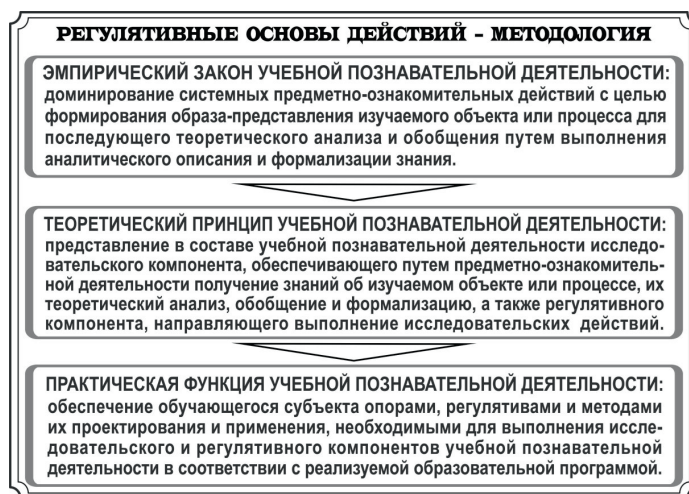 РЕГУЛЯТИВНЫЕ ОСНОВЫ ДЕЙСТВИЙ - МЕТОДОЛОГИЯ
ЭМПИРИЧЕСКИЙ ЗАКОН УЧЕБНОЙ ПОЗНАВАТЕЛЬНОЙ ДЕЯТЕЛЬНОСТИ:
доминирование системных предметно-ознакомительных действий с целью
формирования образа-представления изучаемого объекта или процесса для
последующего теоретического анализа и обобщения путем выполнения
аналитического описания и формализации знания.
ТЕОРЕТИЧЕСКИЙ ПРИНЦИП УЧЕБНОЙ ПОЗНАВАТЕЛЬНОЙ ДЕЯТЕЛЬНОСТИ:
представление в составе учебной познавательной деятельности исследо-
вательского компонента, обеспечивающего путем предметно-ознакомитель-
ной деятельности получение знаний об изучаемом объекте или процессе, их
теоретический анализ, обобщение и формализацию, а также регулятивного
компонента, направляющего выполнение исследовательских действий.
ПРАКТИЧЕСКАЯ ФУНКЦИЯ УЧЕБНОЙ ПОЗНАВАТЕЛЬНОЙ ДЕЯТЕЛЬНОСТИ:
обеспечение обучающегося субъекта опорами, регулятивами и методами
их проектирования и применения, необходимыми для выполнения иссле-
довательского и регулятивного компонентов учебной познавательной
деятельности в соответствии с реализуемой образовательной программой.